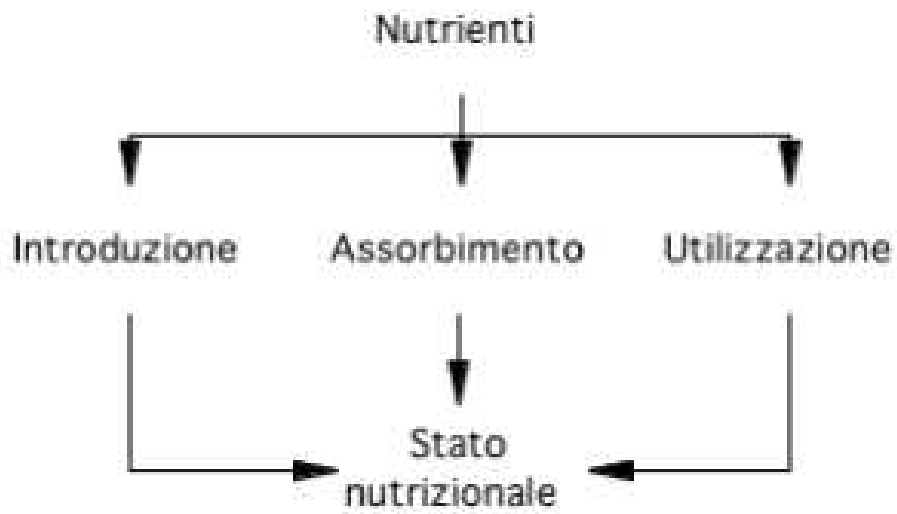 Nutrienti
Introduzione Assorbimento Utilizzazione
Stato
nutrizionale